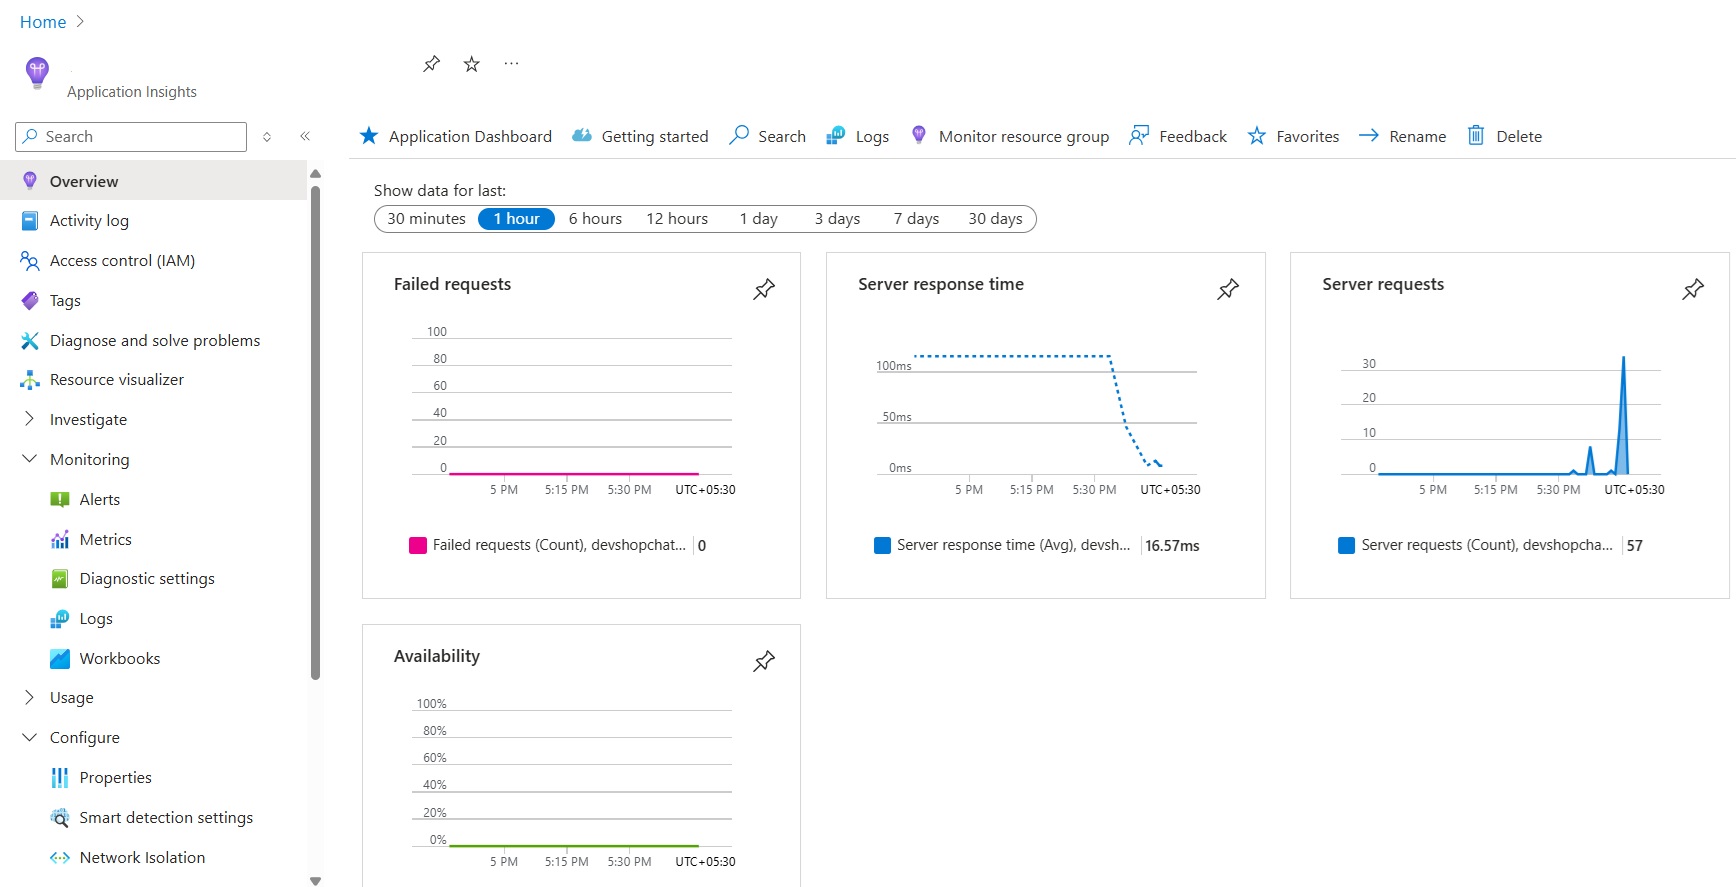 Home
Application Insights
Search
Application Dashboard Getting started Search Logs Monitor resource group Feedback Favorites Rename Delete
Overview
Activity log
Access control (IAM)
Tags
Diagnose and solve problems
Resource visualizer
Investigate
Monitoring
Alerts
Metrics
Diagnostic settings
Logs
Workbooks
Usage
Configure
Properties
Smart detection settings
Network Isolation
Show data for last:
30 minutes 1 hour 6 hours 12 hours 1 day 3 days 7 days 30 days
Failed requests
100
80
60
40
20
0
5 PM 5:15 PM 5:30 PM UTC+05:30
Failed requests (Count), devshopchat... 0
Server response time
100ms
50ms
0ms
5 PM 5:15 PM 5:30 PM UTC+05:30
Server response time (Avg), devsh... 16.57ms
Server requests
30
20
10
0
5 PM 5:15 PM 5:30 PM UTC+05:30
Server requests (Count), devshopcha... 57
Availability
100%
80%
60%
40%
20%
0%
5 PM 5:15 PM 5:30 PM UTC+05:30